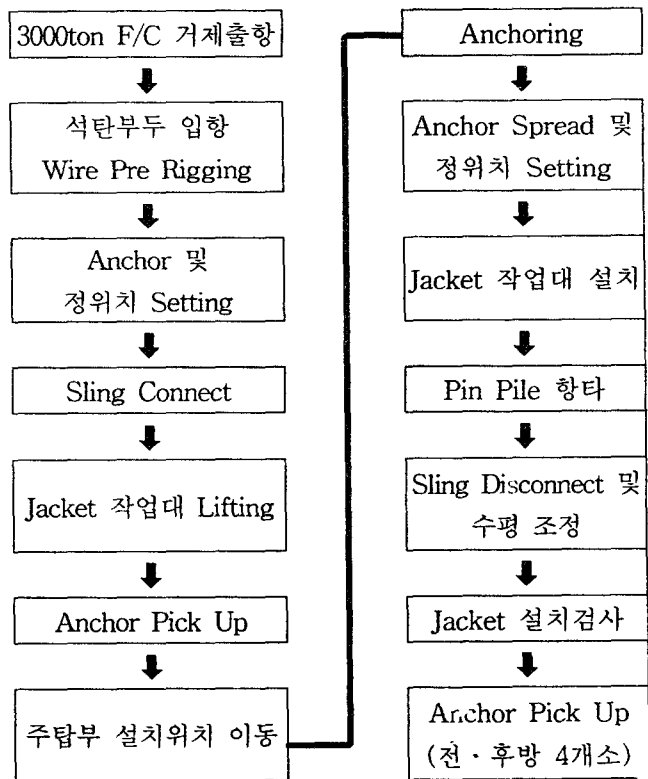 3000ton F/C 거제출항
석탄부두 입항
Wire Pre Rigging
Anchor 및
정위치 Setting
Sling Connect
Jacket 작업대 Lifting
Anchor Pick Up
주탑부 설치위치 이동
Anchoring
Anchor Spread 및
정위치 Setting
Jacket 작업대 설치
Pin Pile 항타
Sling Disconnect 및
수평 조정
Jacket 설치검사
Anchor Pick Up
(전 · 후방 4개소)